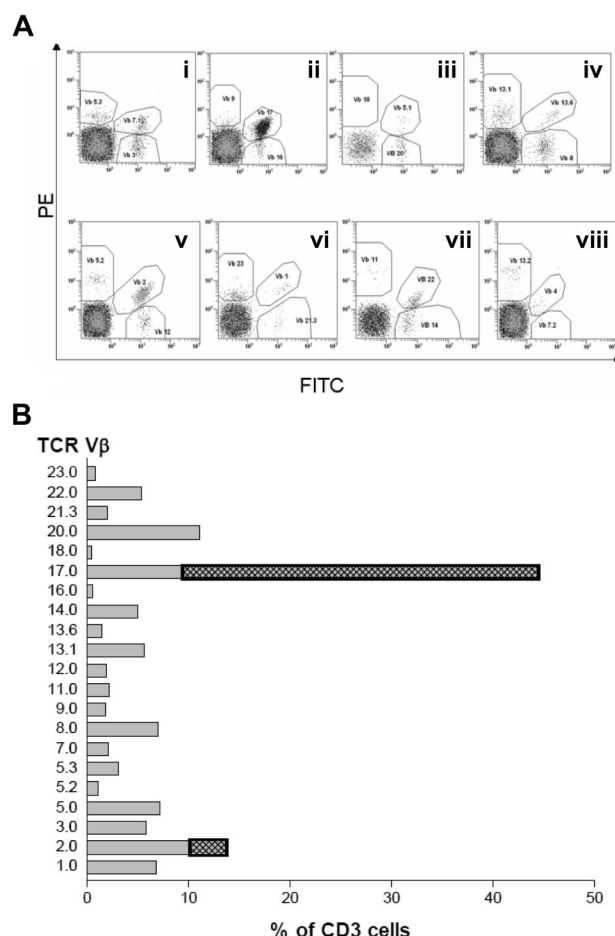 A
i
ii
iii
iv
Vb 5.3
Vb 7.1
Vb 3
Vb 9
Vb 17
Vb 16
Vb 18
Vb 5.1
VB 20
Vb 13.1
Vb 13.6
Vb 8
PE
v
vi
vii
viii
Vb 5.2
Vb 2
Vb 12
Vb 23
Vb 1
Vb 21.3
Vb 11
VB 22
VB 14
Vb 13.2
Vb 4
Vb 7.2
FITC
B
TCR Vβ
23.0
22.0
21.3
20.0
18.0
17.0
16.0
14.0
13.6
13.1
12.0
11.0
9.0
8.0
7.0
5.3
5.2
5.0
3.0
2.0
1.0
0 10 20 30 40 50
% of CD3 cells